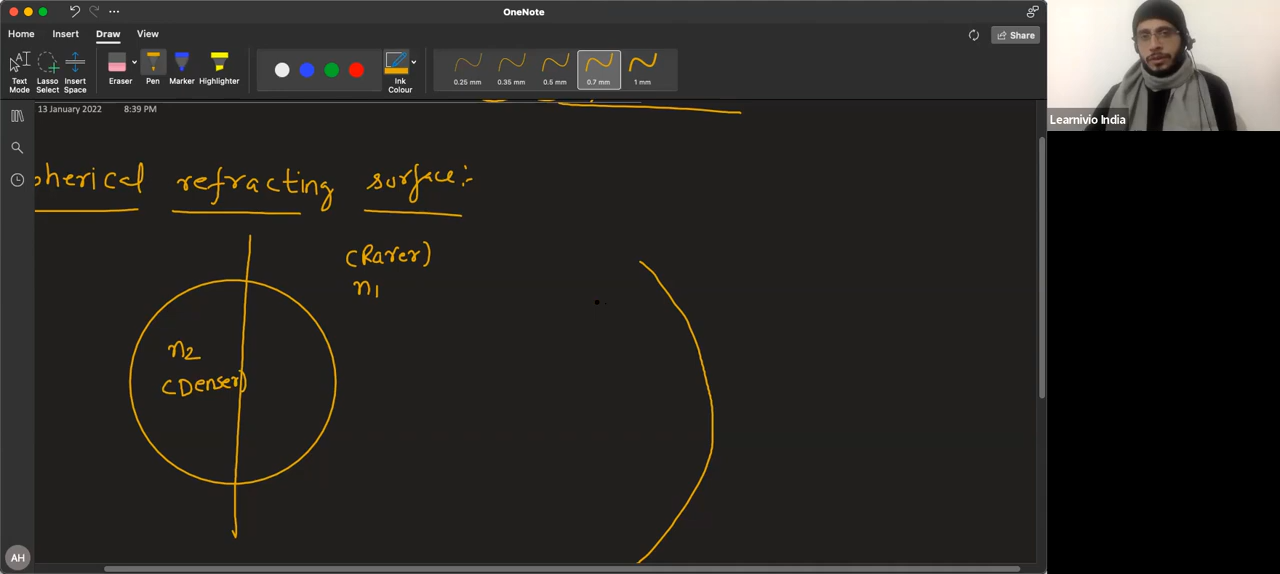 OneNote
Home Insert Draw View
Share
Text Mode
Lasso Select
Insert Space
Eraser
Pen
Marker
Highlighter
Ink Colour
0.25 mm
0.35 mm
0.5 mm
0.7 mm
1 mm
Learnivio India
13 January 2022 8:39 PM
pherical refracting surface:-
(Rarer)
n1
n2
(Denser)
AH